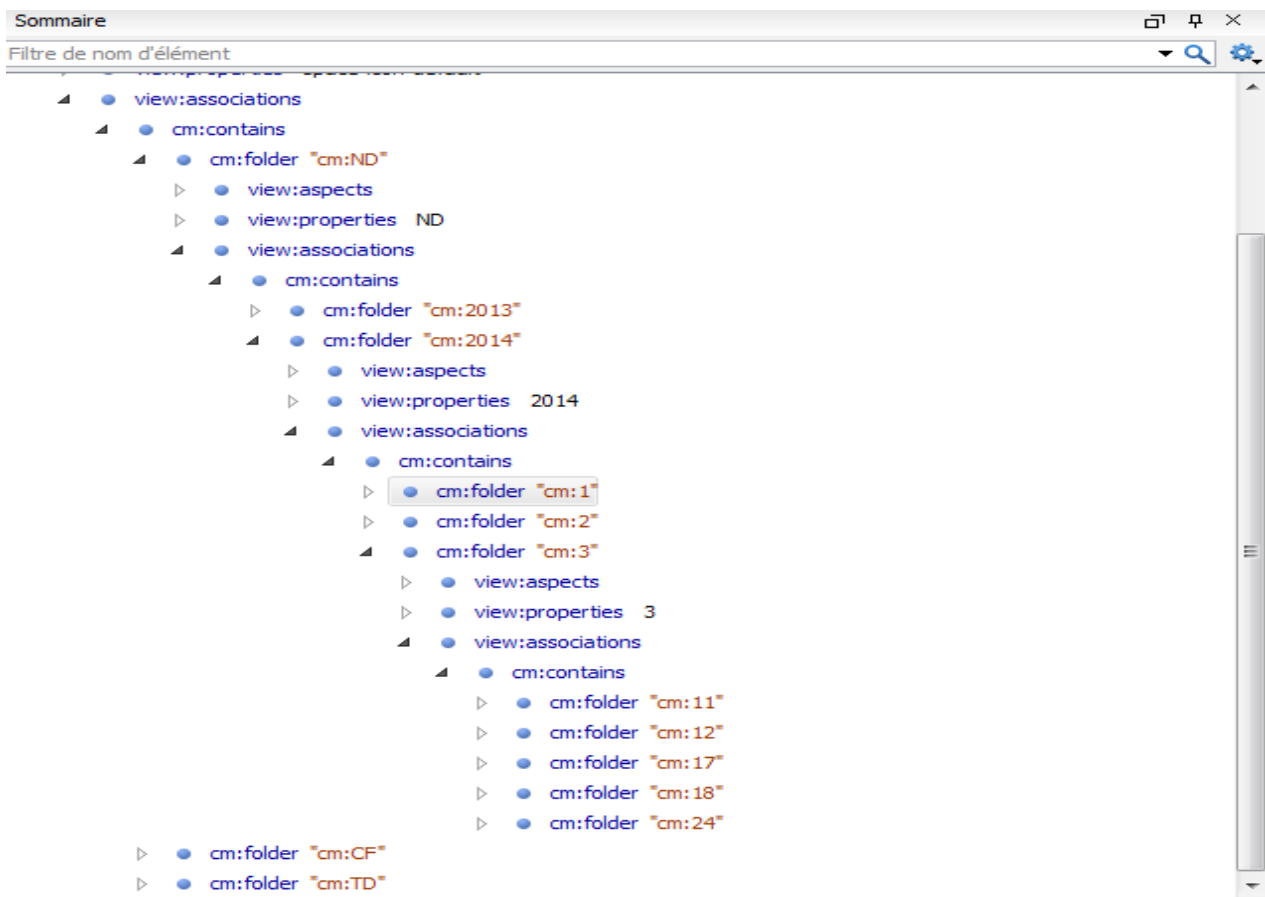 Sommaire
Filtre de nom d'élément
view:associations
cm:contains
cm:folder "cm:ND"
view:aspects
view:properties ND
view:associations
cm:contains
cm:folder "cm:2013"
cm:folder "cm:2014"
view:aspects
view:properties 2014
view:associations
cm:contains
cm:folder "cm:1"
cm:folder "cm:2"
cm:folder "cm:3"
view:aspects
view:properties 3
view:associations
cm:contains
cm:folder "cm:11"
cm:folder "cm:12"
cm:folder "cm:17"
cm:folder "cm:18"
cm:folder "cm:24"
cm:folder "cm:CF"
cm:folder "cm:TD"